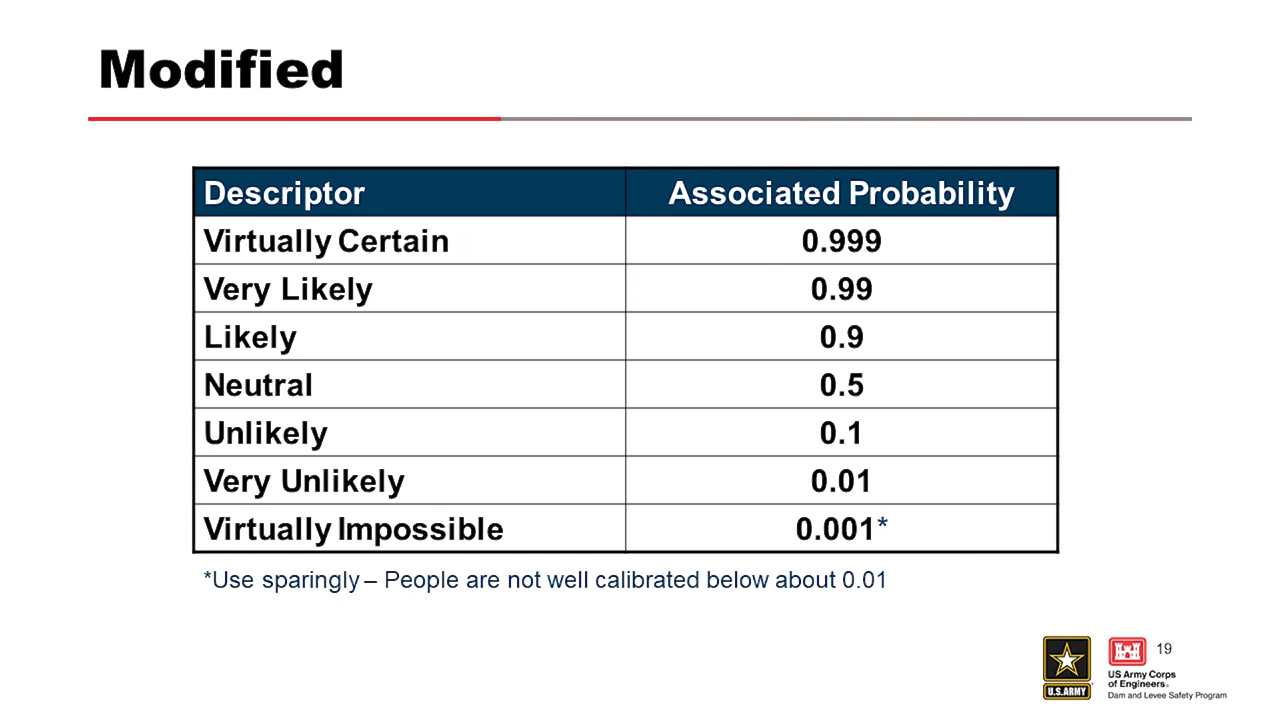 Modified
Descriptor Associated Probability
Virtually Certain 0.999
Very Likely 0.99
Likely 0.9
Neutral 0.5
Unlikely 0.1
Very Unlikely 0.01
Virtually Impossible 0.001*
*Use sparingly – People are not well calibrated below about 0.01
19
U.S.ARMY
US Army Corps
of Engineers®
Dam and Levee Safety Program